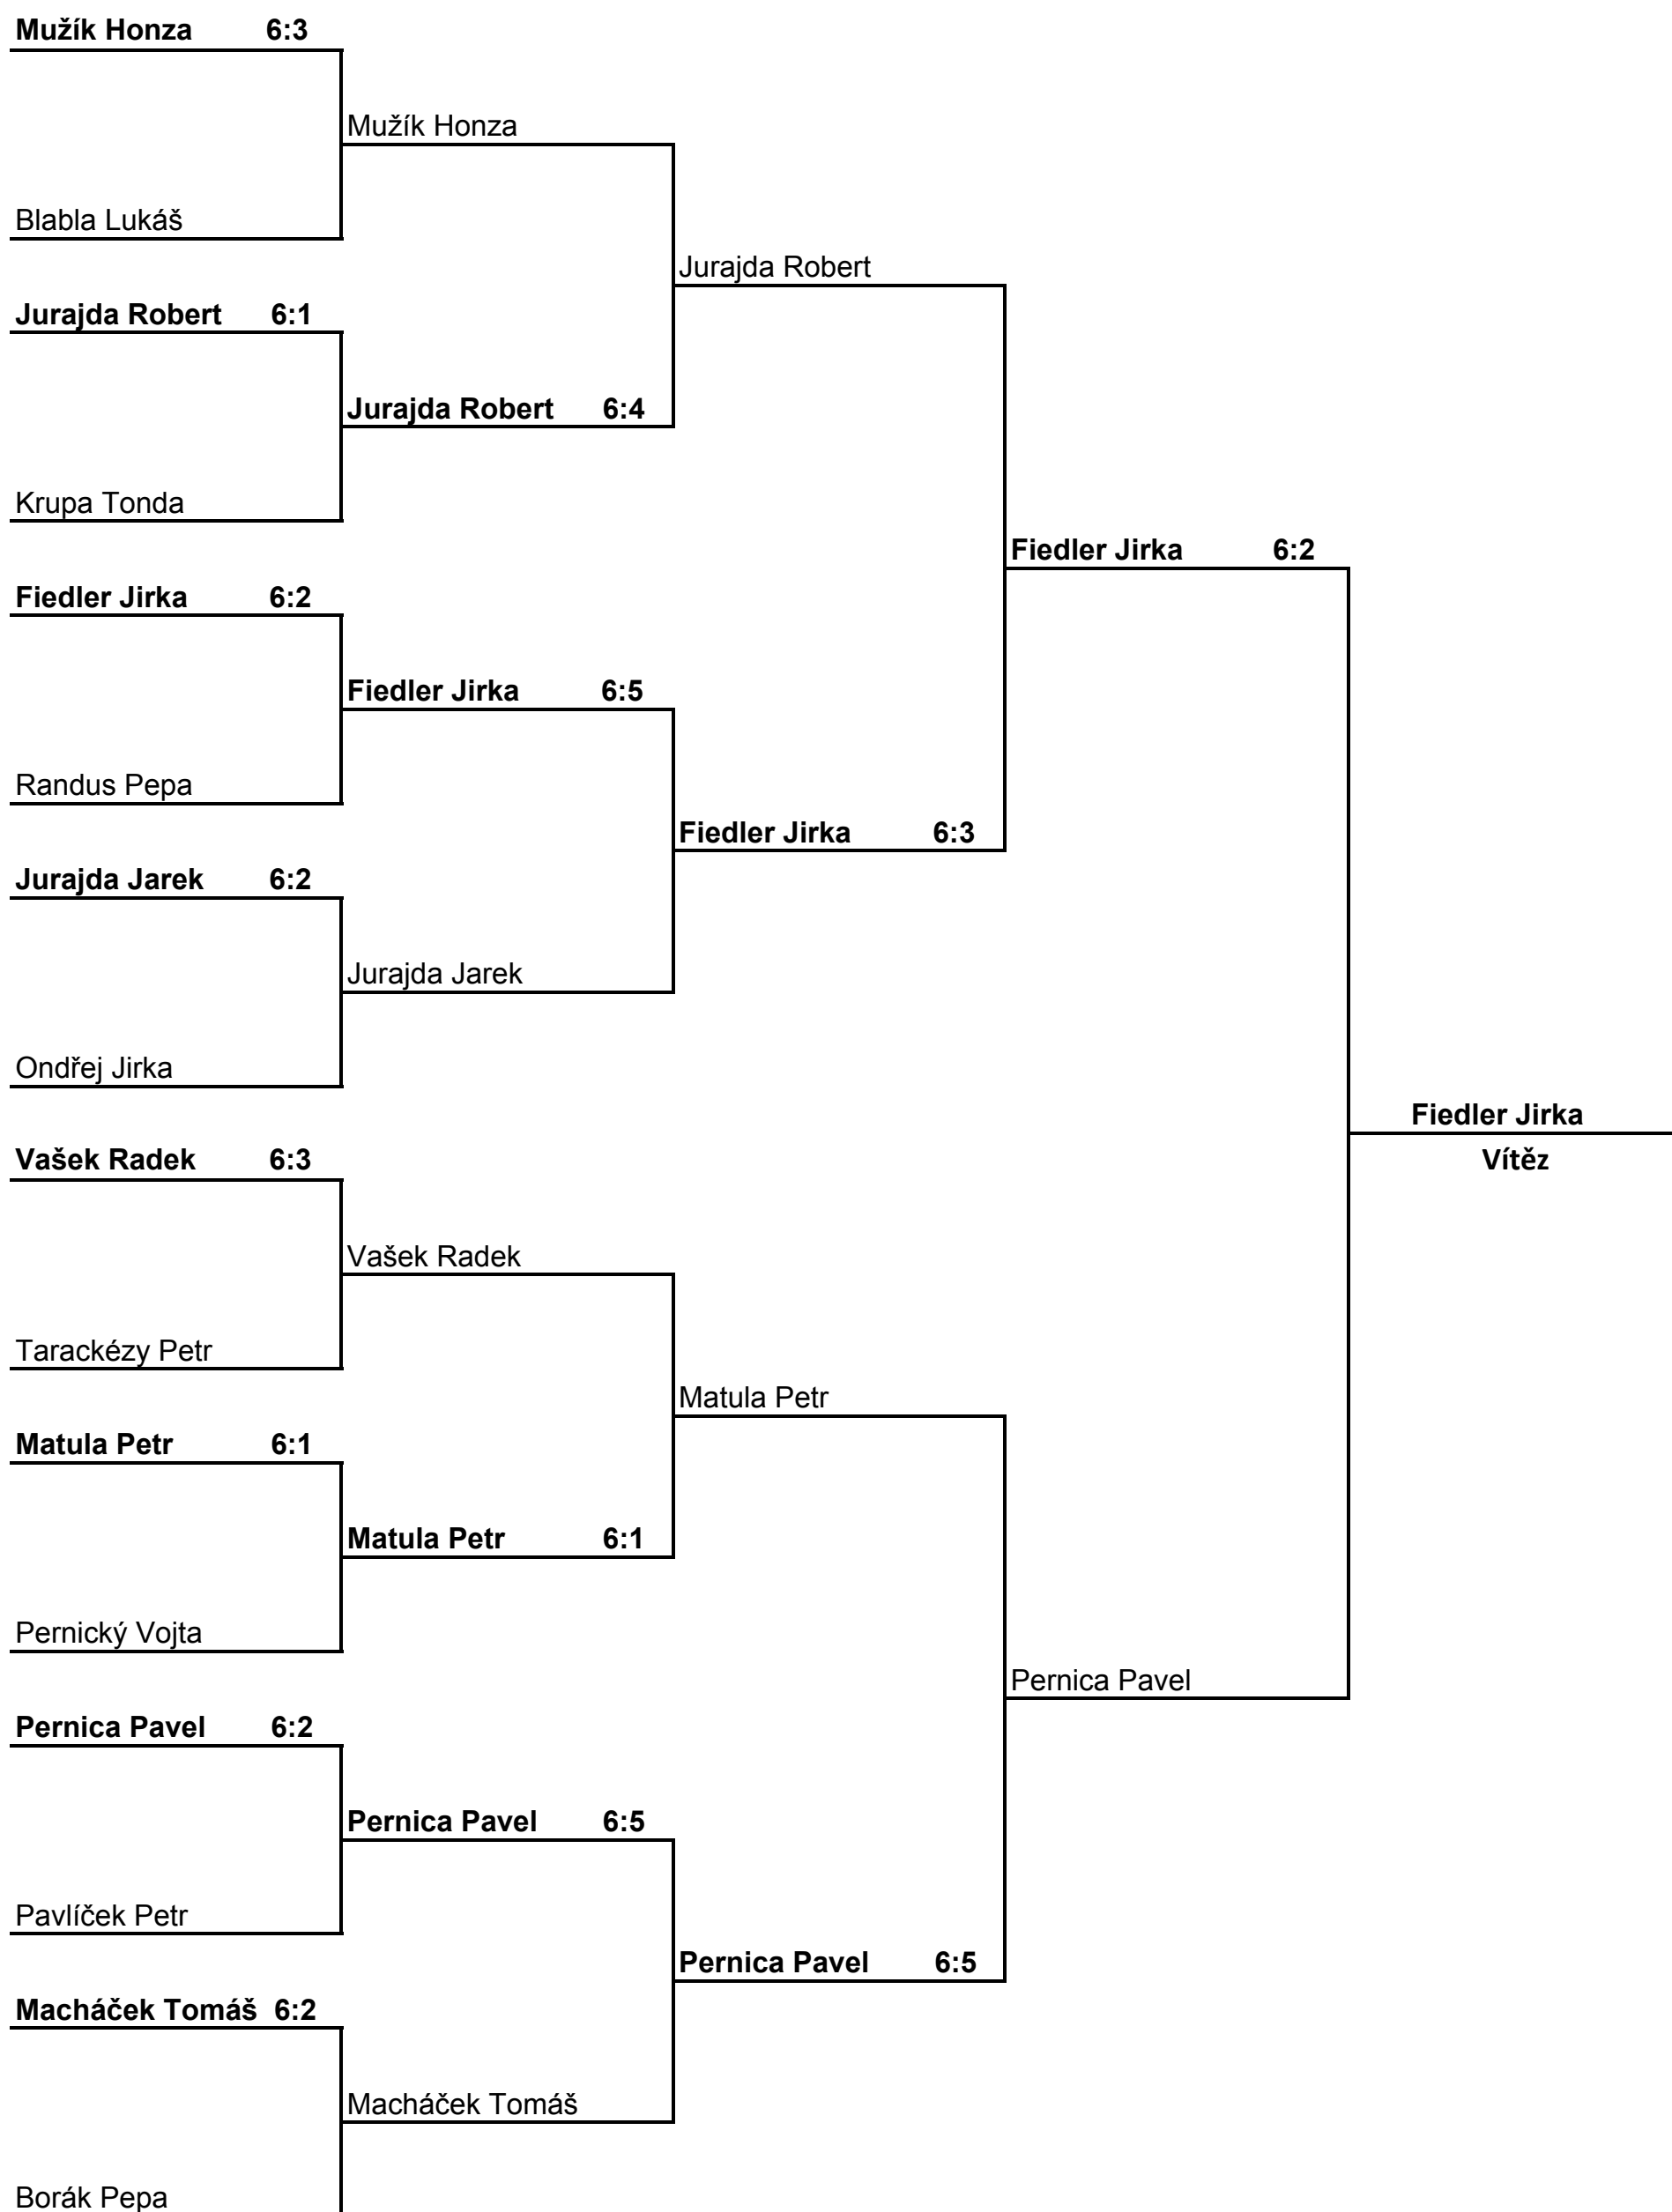 Mužík Honza 6:3
Mužík Honza
Blabla Lukáš
Jurajda Robert
Jurajda Robert 6:1
Jurajda Robert 6:4
Krupa Tonda
Fiedler Jirka 6:2
Fiedler Jirka 6:2
Fiedler Jirka 6:5
Randus Pepa
Fiedler Jirka 6:3
Jurajda Jarek 6:2
Jurajda Jarek
Ondřej Jirka
Fiedler Jirka
Vašek Radek 6:3
Vítěz
Vašek Radek
Tarackézy Petr
Matula Petr
Matula Petr 6:1
Matula Petr 6:1
Pernický Vojta
Pernica Pavel
Pernica Pavel 6:2
Pernica Pavel 6:5
Pavlíček Petr
Pernica Pavel 6:5
Macháček Tomáš 6:2
Macháček Tomáš
Borák Pepa